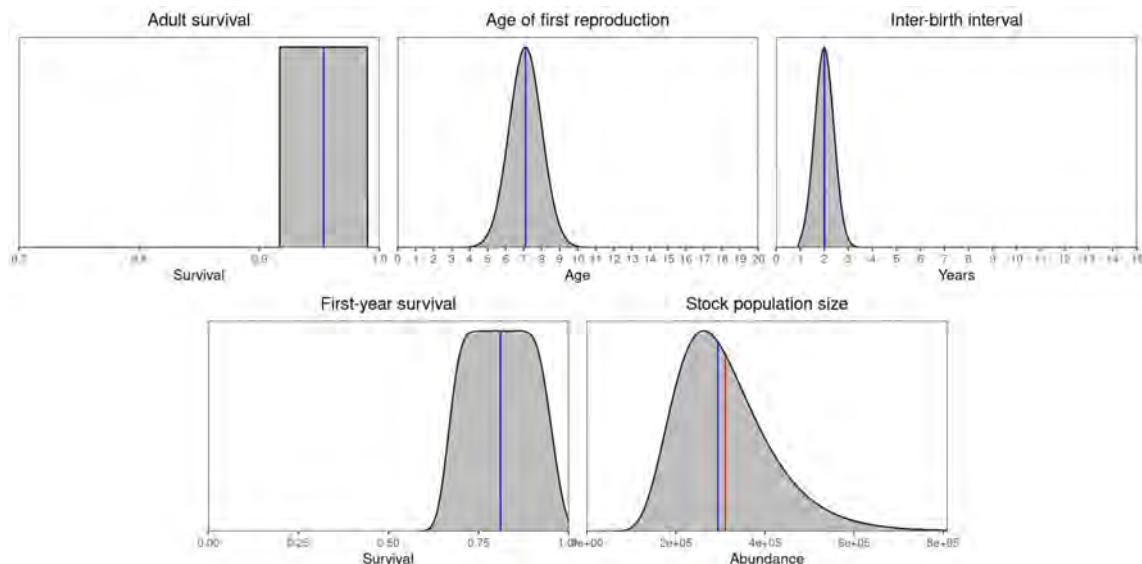 Adult survival
Age of first reproduction
Inter-birth interval
0.7 0.8 0.9 1.0
0 1 2 3 4 5 6 7 8 9 10 11 12 13 14 15 16 17 18 19 20
0 1 2 3 4 5 6 7 8 9 10 11 12 13 14 15
Survival
Age
Years
First-year survival
Stock population size
0.00 0.25 0.50 0.75
2e+05 4e+05 6e+05 8e+05
Survival
Abundance